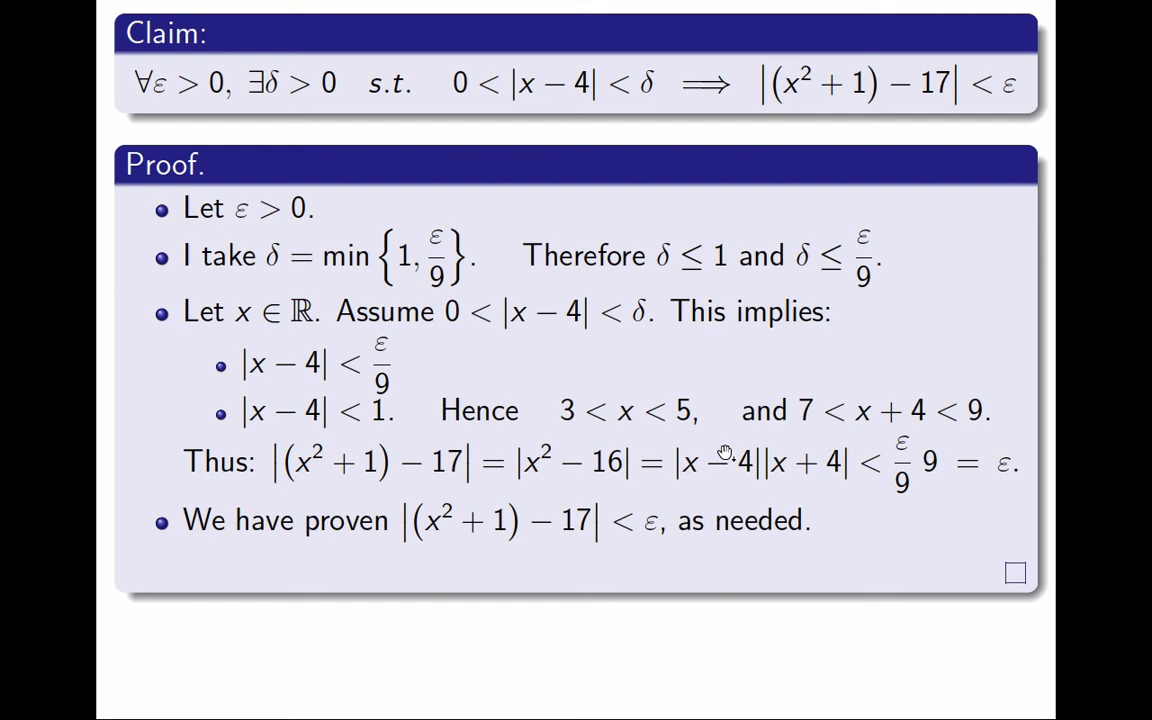 Claim:
∀ε > 0, ∃δ > 0 s.t. 0 < |x − 4| < δ ⟹ |(x² + 1) − 17| < ε
Proof.
Let ε > 0.
I take δ = min {1, ε/9}. Therefore δ ≤ 1 and δ ≤ ε/9.
Let x ∈ ℝ. Assume 0 < |x − 4| < δ. This implies:
|x − 4| < ε/9
|x − 4| < 1. Hence 3 < x < 5, and 7 < x + 4 < 9.
Thus: |(x² + 1) − 17| = |x² − 16| = |x − 4||x + 4| < ε/9 9 = ε.
We have proven |(x² + 1) − 17| < ε, as needed.